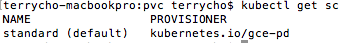 terrycho-macbookpro:pvc terrycho$ kubectl get sc
NAME                 PROVISIONER
standard (default)   kubernetes.io/gce-pd